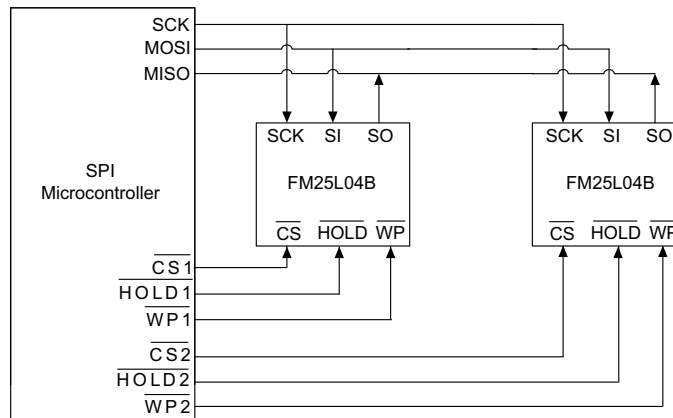 SCK
MOSI
MISO
SPI
Microcontroller
SCK SI SO
FM25L04B
CS HOLD WP
SCK SI SO
FM25L04B
CS HOLD WP
CS1
HOLD1
WP1
CS2
HOLD2
WP2